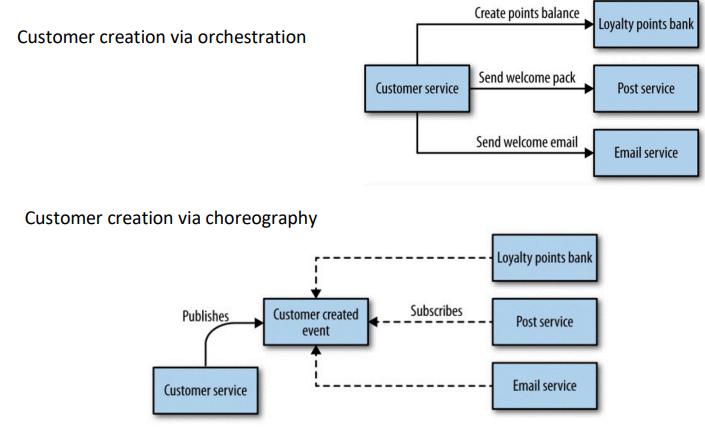 Customer creation via orchestration
Create points balance
Loyalty points bank
Customer service
Send welcome pack
Post service
Send welcome email
Email service
Customer creation via choreography
Loyalty points bank
Publishes
Customer created
event
Subscribes
Post service
Customer service
Email service